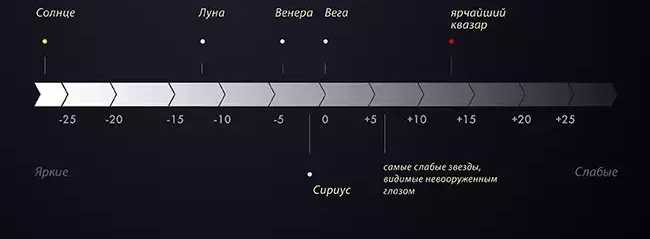 Солнце
Луна
Венера
Вега
ярчайший
квазар
-25 -20 -15 -10 -5 0 +5 +10 +15 +20 +25
Яркие
Сириус
самые слабые звезды,
видимые невооруженным
глазом
Слабые